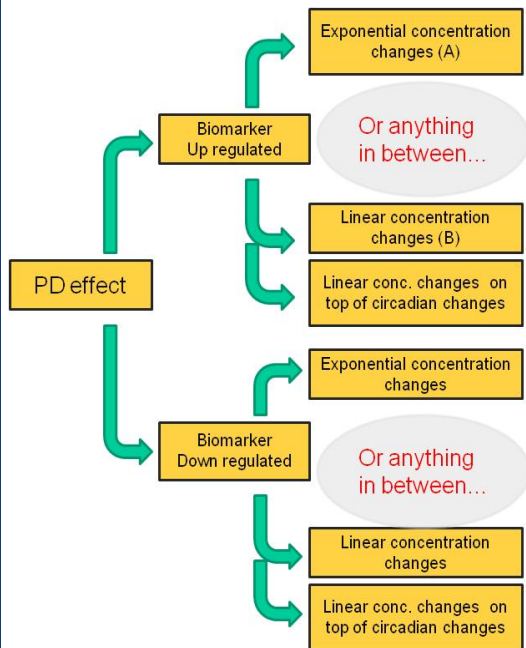 Exponential concentration
changes (A)
Biomarker
Up regulated
Or anything
in between...
Linear concentration
changes (B)
PD effect
Linear conc. changes on
top of circadian changes
Exponential concentration
changes
Biomarker
Down regulated
Or anything
in between...
Linear concentration
changes
Linear conc. changes on
top of circadian changes